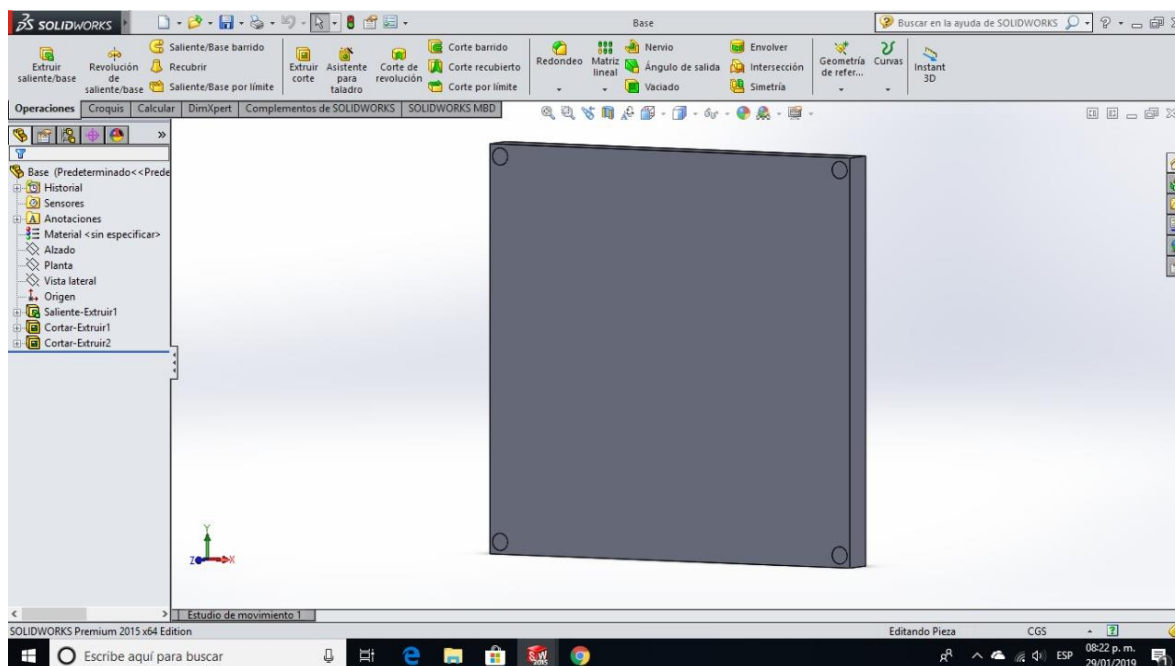 SOLIDWORKS
Base
Buscar en la ayuda de SOLIDWORKS
Extruir saliente/base
Revolución de saliente/base
Saliente/Base barrido
Recubrir
Saliente/Base por límite
Extruir corte
Asistente para taladro
Corte de revolución
Corte barrido
Corte recubierto
Corte por límite
Redondeo
Matriz lineal
Nervio
Ángulo de salida
Vaciado
Envolver
Intersección
Simetría
Geometría de refer...
Curvas
Instant 3D
Operaciones
Croquis
Calcular
DimXpert
Complementos de SOLIDWORKS
SOLIDWORKS MBD
Base (Predeterminado<<Prede
Historial
Sensores
Anotaciones
Material <sin especificar>
Alzado
Planta
Vista lateral
Origen
Saliente-Extruir1
Cortar-Extruir1
Cortar-Extruir2
Y
Z
X
Estudio de movimiento 1
SOLIDWORKS Premium 2015 x64 Edition
Editando Pieza
CGS
Escribe aquí para buscar
ESP
08:22 p. m.
29/01/2019